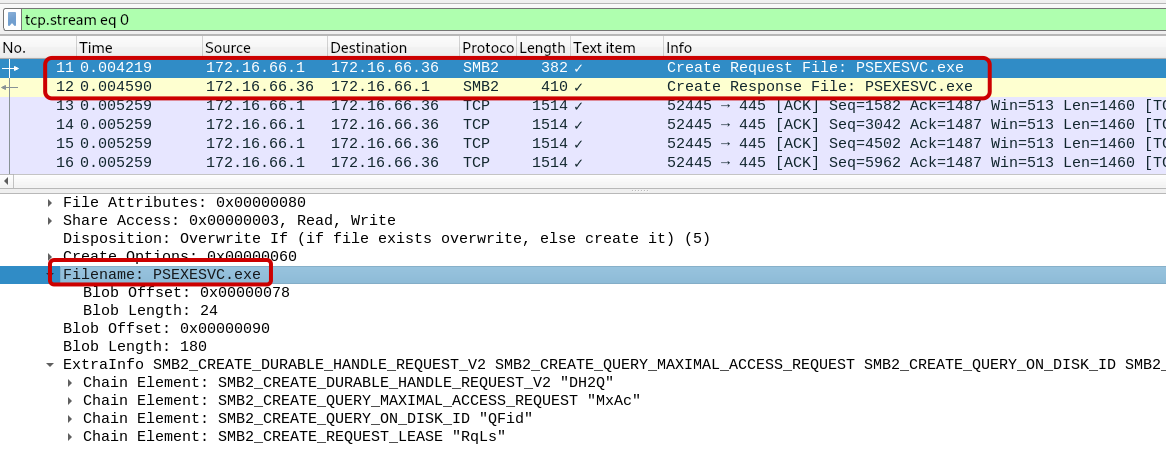 tcp.stream eq 0
No. Time Source Destination Protoco Length Text item Info
11 0.004219 172.16.66.1 172.16.66.36 SMB2 382 ✓ Create Request File: PSEXESVC.exe
12 0.004590 172.16.66.36 172.16.66.1 SMB2 410 ✓ Create Response File: PSEXESVC.exe
13 0.005259 172.16.66.1 172.16.66.36 TCP 1514 ✓ 52445 → 445 [ACK] Seq=1582 Ack=1487 Win=513 Len=1460 [TC
14 0.005259 172.16.66.1 172.16.66.36 TCP 1514 ✓ 52445 → 445 [ACK] Seq=3042 Ack=1487 Win=513 Len=1460 [TC
15 0.005259 172.16.66.1 172.16.66.36 TCP 1514 ✓ 52445 → 445 [ACK] Seq=4502 Ack=1487 Win=513 Len=1460 [TC
16 0.005259 172.16.66.1 172.16.66.36 TCP 1514 ✓ 52445 → 445 [ACK] Seq=5962 Ack=1487 Win=513 Len=1460 [TC
File Attributes: 0x00000080
Share Access: 0x00000003, Read, Write
Disposition: Overwrite If (if file exists overwrite, else create it) (5)
Create Options: 0x00000060
Filename: PSEXESVC.exe
Blob Offset: 0x00000078
Blob Length: 24
Blob Offset: 0x00000090
Blob Length: 180
ExtraInfo SMB2_CREATE_DURABLE_HANDLE_REQUEST_V2 SMB2_CREATE_QUERY_MAXIMAL_ACCESS_REQUEST SMB2_CREATE_QUERY_ON_DISK_ID SMB2_
Chain Element: SMB2_CREATE_DURABLE_HANDLE_REQUEST_V2 "DH2Q"
Chain Element: SMB2_CREATE_QUERY_MAXIMAL_ACCESS_REQUEST "MxAc"
Chain Element: SMB2_CREATE_QUERY_ON_DISK_ID "QFid"
Chain Element: SMB2_CREATE_REQUEST_LEASE "RqLs"